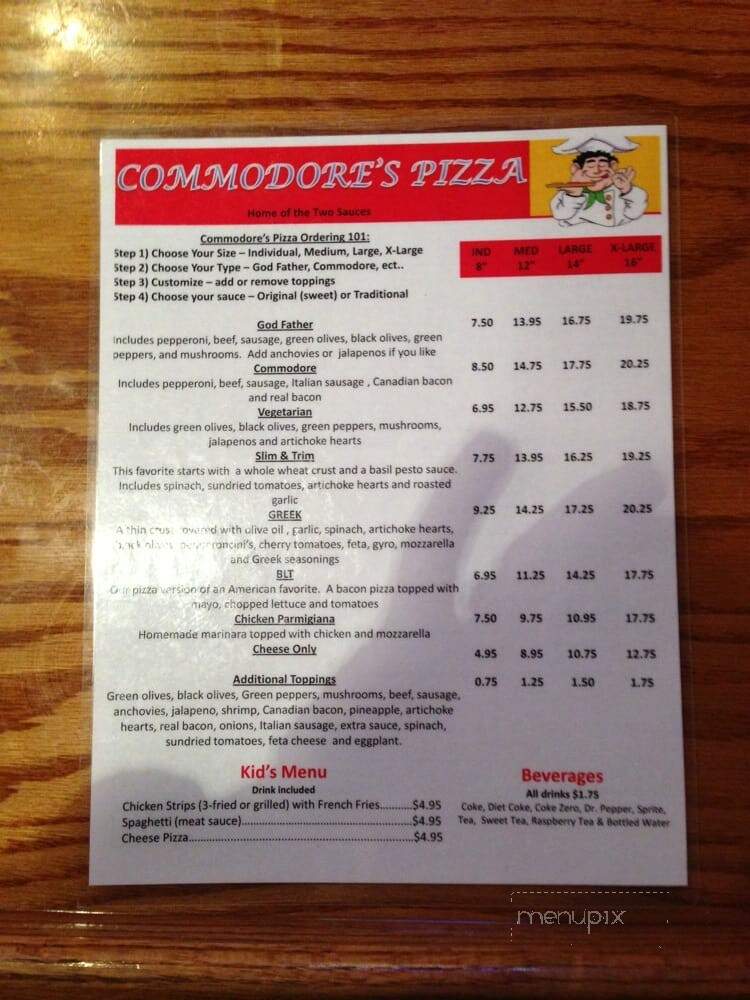 COMMODORE'S PIZZA
Home of the Two Sauces
Commodore's Pizza Ordering 101:
Step 1) Choose Your Size – Individual, Medium, Large, X-Large
Step 2) Choose Your Type – God Father, Commodore, ect..
Step 3) Customize – add or remove toppings
Step 4) Choose your sauce – Original (sweet) or Traditional
IND MED LARGE X-LARGE
8" 12" 14" 16"
God Father 7.50 13.95 16.75 19.75
Includes pepperoni, beef, sausage, green olives, black olives, green
peppers, and mushrooms. Add anchovies or jalapenos if you like
Commodore 8.50 14.75 17.75 20.25
Includes pepperoni, beef, sausage, Italian sausage , Canadian bacon
and real bacon
Vegetarian 6.95 12.75 15.50 18.75
Includes green olives, black olives, green peppers, mushrooms,
jalapenos and artichoke hearts
Slim & Trim 7.75 13.95 16.25 19.25
This favorite starts with a whole wheat crust and a basil pesto sauce.
Includes spinach, sundried tomatoes, artichoke hearts and roasted
garlic
GREEK 9.25 14.25 17.25 20.25
A thin crust covered with olive oil , garlic, spinach, artichoke hearts,
black olives, pepperoncini's, cherry tomatoes, feta, gyro, mozzarella
and Greek seasonings
BLT 6.95 11.25 14.25 17.75
Our pizza version of an American favorite. A bacon pizza topped with
mayo, chopped lettuce and tomatoes
Chicken Parmigiana 7.50 9.75 10.95 17.75
Homemade marinara topped with chicken and mozzarella
Cheese Only 4.95 8.95 10.75 12.75
Additional Toppings 0.75 1.25 1.50 1.75
Green olives, black olives, Green peppers, mushrooms, beef, sausage,
anchovies, jalapeno, shrimp, Canadian bacon, pineapple, artichoke
hearts, real bacon, onions, Italian sausage, extra sauce, spinach,
sundried tomatoes, feta cheese and eggplant.
Kid's Menu
Drink Included
Chicken Strips (3-fried or grilled) with French Fries...........$4.95
Spaghetti (meat sauce)............................................$4.95
Cheese Pizza..........................................................$4.95
Beverages
All drinks $1.75
Coke, Diet Coke, Coke Zero, Dr. Pepper, Sprite,
Tea, Sweet Tea, Raspberry Tea & Bottled Water
menupix